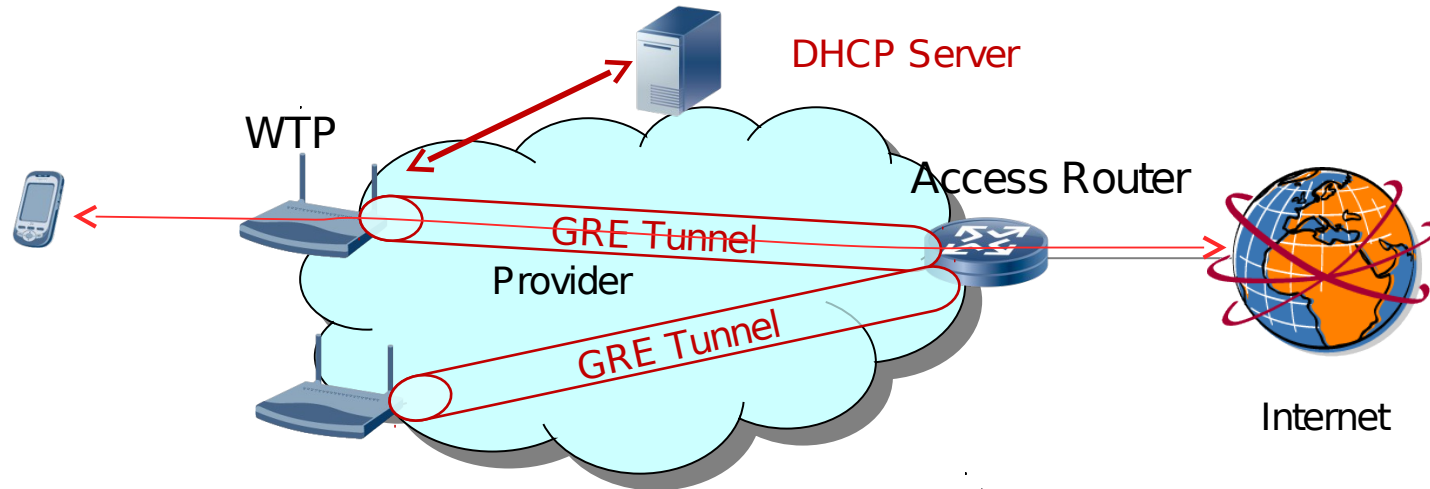 DHCP Server
WTP
Access Router
GRE Tunnel
Provider
GRE Tunnel
Internet